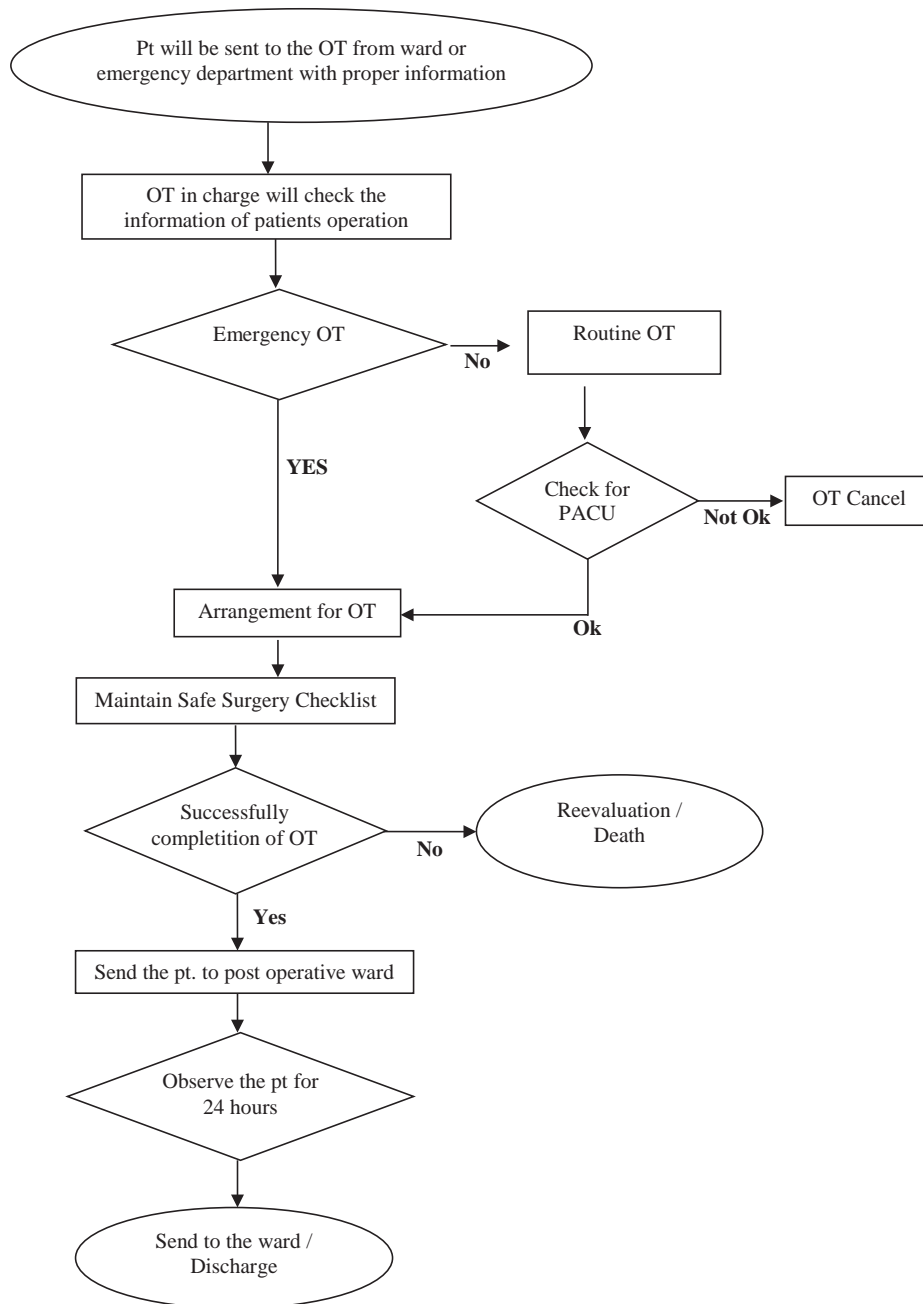 Pt will be sent to the OT from ward or
emergency department with proper information
OT in charge will check the
information of patients operation
Emergency OT
No
Routine OT
YES
Check for
PACU
Not Ok
OT Cancel
Arrangement for OT
Ok
Maintain Safe Surgery Checklist
Successfully
completition of OT
No
Reevaluation /
Death
Yes
Send the pt. to post operative ward
Observe the pt for
24 hours
Send to the ward /
Discharge